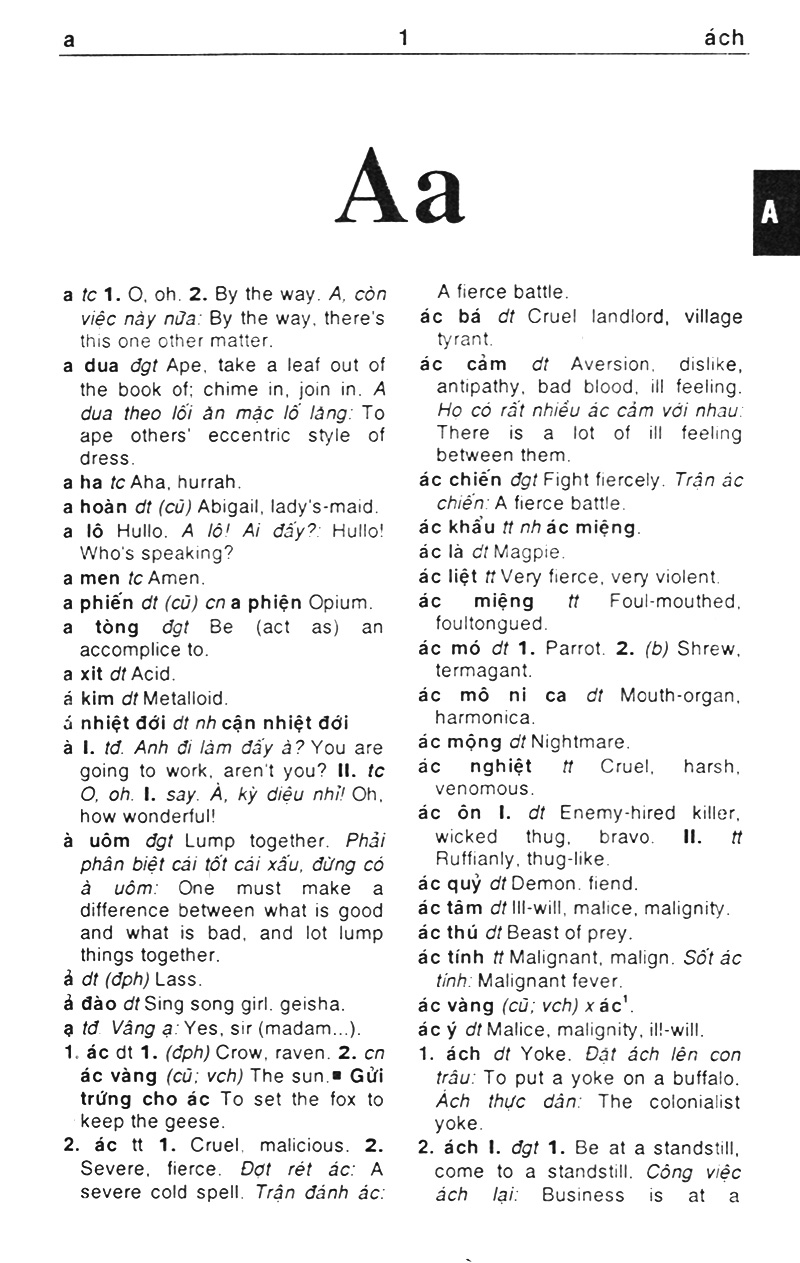 a 1 ách
Aa
A
a tc 1. O, oh. 2. By the way. A, còn
việc này nữa: By the way, there's
this one other matter.
a dua đgt Ape, take a leaf out of
the book of; chime in, join in. A
dua theo lối ăn mặc lố lăng: To
ape others' eccentric style of
dress.
a ha tc Aha, hurrah.
a hoàn dt (cũ) Abigail, lady's-maid.
a lô Hullo. A lô! Ai đấy?: Hullo!
Who's speaking?
a men tc Amen.
a phiến dt (cũ) cn a phiện Opium.
a tòng đgt Be (act as) an
accomplice to.
a xit dt Acid.
á kim dt Metalloid.
á nhiệt đới dt nh cận nhiệt đới
à I. tđ. Anh đi làm đấy à? You are
going to work, aren't you? II. tc
O, oh. I. say. À, kỳ diệu nhỉ! Oh,
how wonderful!
à uôm đgt Lump together. Phải
phân biệt cái tốt cái xấu, đừng có
à uôm: One must make a
difference between what is good
and what is bad, and lot lump
things together.
ả dt (đph) Lass.
ả đào dt Sing song girl. geisha.
ạ tđ Vâng ạ: Yes, sir (madam...).
1. ác dt 1. (đph) Crow, raven. 2. cn
ác vàng (cũ; vch) The sun.■ Gửi
trứng cho ác To set the fox to
keep the geese.
2. ác tt 1. Cruel, malicious. 2.
Severe, fierce. Đợt rét ác: A
severe cold spell. Trận đánh ác:
A fierce battle.
ác bá dt Cruel landlord, village
tyrant.
ác cảm dt Aversion, dislike,
antipathy, bad blood, ill feeling.
Họ có rất nhiều ác cảm với nhau:
There is a lot of ill feeling
between them.
ác chiến đgt Fight fiercely. Trận ác
chiến: A fierce battle.
ác khẩu tt nh ác miệng.
ác là dt Magpie.
ác liệt tt Very fierce, very violent.
ác miệng tt Foul-mouthed,
foultongued.
ác mó dt 1. Parrot. 2. (b) Shrew,
termagant.
ác mô ni ca dt Mouth-organ,
harmonica.
ác mộng dt Nightmare.
ác nghiệt tt Cruel, harsh,
venomous.
ác ôn I. dt Enemy-hired killer,
wicked thug, bravo. II. tt
Ruffianly, thug-like.
ác quỷ dt Demon. fiend.
ác tâm dt Ill-will, malice, malignity.
ác thú dt Beast of prey.
ác tính tt Malignant, malign. Sốt ác
tính: Malignant fever.
ác vàng (cũ; vch) x ác¹.
ác ý dt Malice, malignity, ill-will.
1. ách dt Yoke. Đặt ách lên con
trâu: To put a yoke on a buffalo.
Ách thực dân: The colonialist
yoke.
2. ách I. đgt 1. Be at a standstill,
come to a standstill. Công việc
ách lại: Business is at a